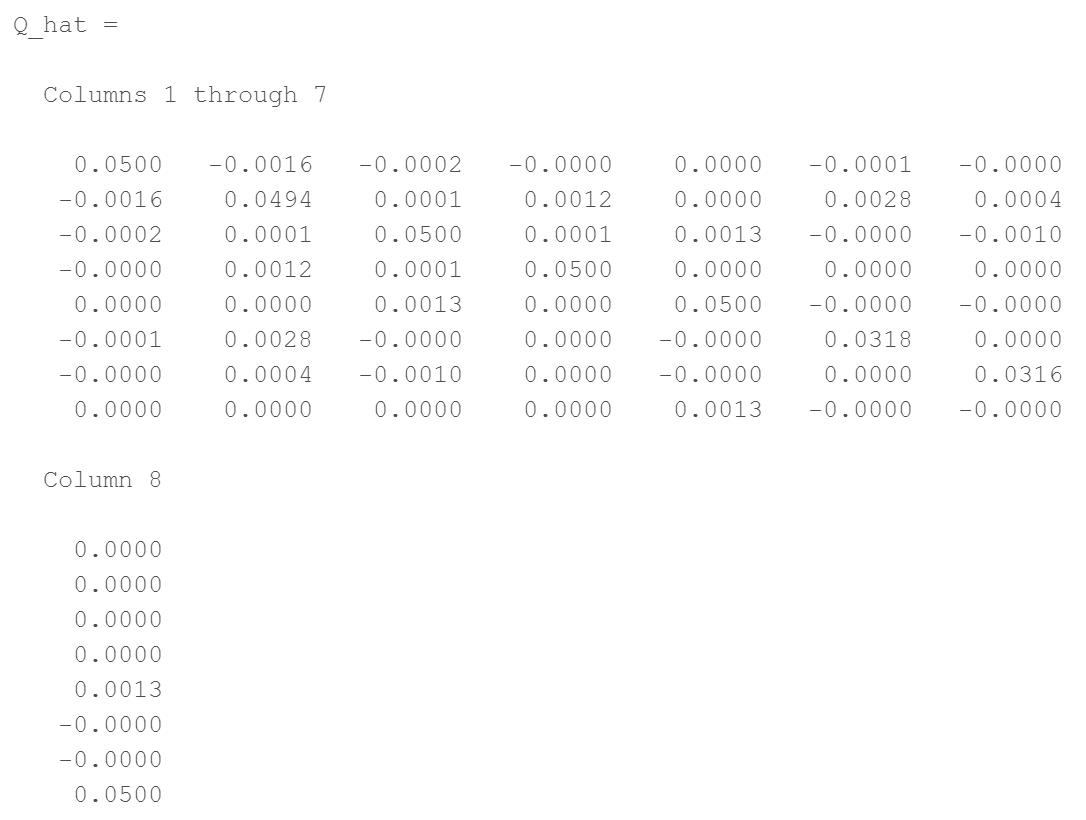 Q_hat =
Columns 1 through 7
0.0500 -0.0016 -0.0002 -0.0000 0.0000 -0.0001 -0.0000
-0.0016 0.0494 0.0001 0.0012 0.0000 0.0028 0.0004
-0.0002 0.0001 0.0500 0.0001 0.0013 -0.0000 -0.0010
-0.0000 0.0012 0.0001 0.0500 0.0000 0.0000 0.0000
0.0000 0.0000 0.0013 0.0000 0.0500 -0.0000 -0.0000
-0.0001 0.0028 -0.0000 0.0000 -0.0000 0.0318 0.0000
-0.0000 0.0004 -0.0010 0.0000 -0.0000 0.0000 0.0316
0.0000 0.0000 0.0000 0.0000 0.0013 -0.0000 -0.0000
Column 8
0.0000
0.0000
0.0000
0.0000
0.0013
-0.0000
-0.0000
0.0500